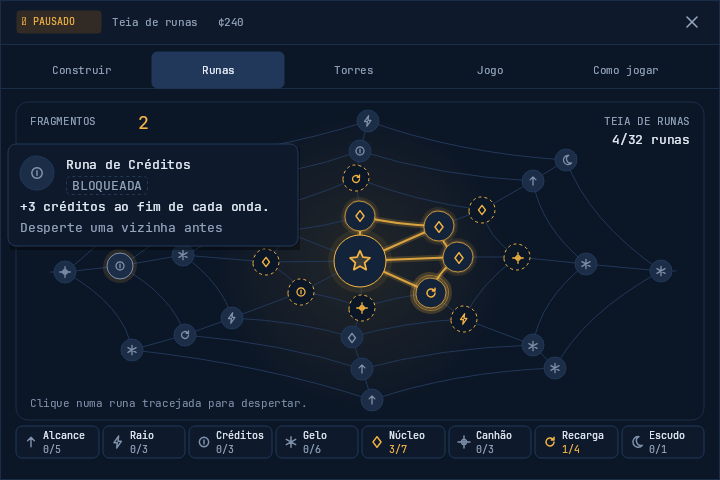 PAUSADO
Teia de runas
$240
Construir
Runas
Torres
Jogo
Como jogar
FRAGMENTOS
2
TEIA DE RUNAS
4/32 runas
Runa de Créditos
BLOQUEADA
+3 créditos ao fim de cada onda.
Desperte uma vizinha antes
Clique numa runa tracejada para despertar.
Alcance
0/5
Raio
0/3
Créditos
0/3
Gelo
0/6
Núcleo
3/7
Canhão
0/3
Recarga
1/4
Escudo
0/1